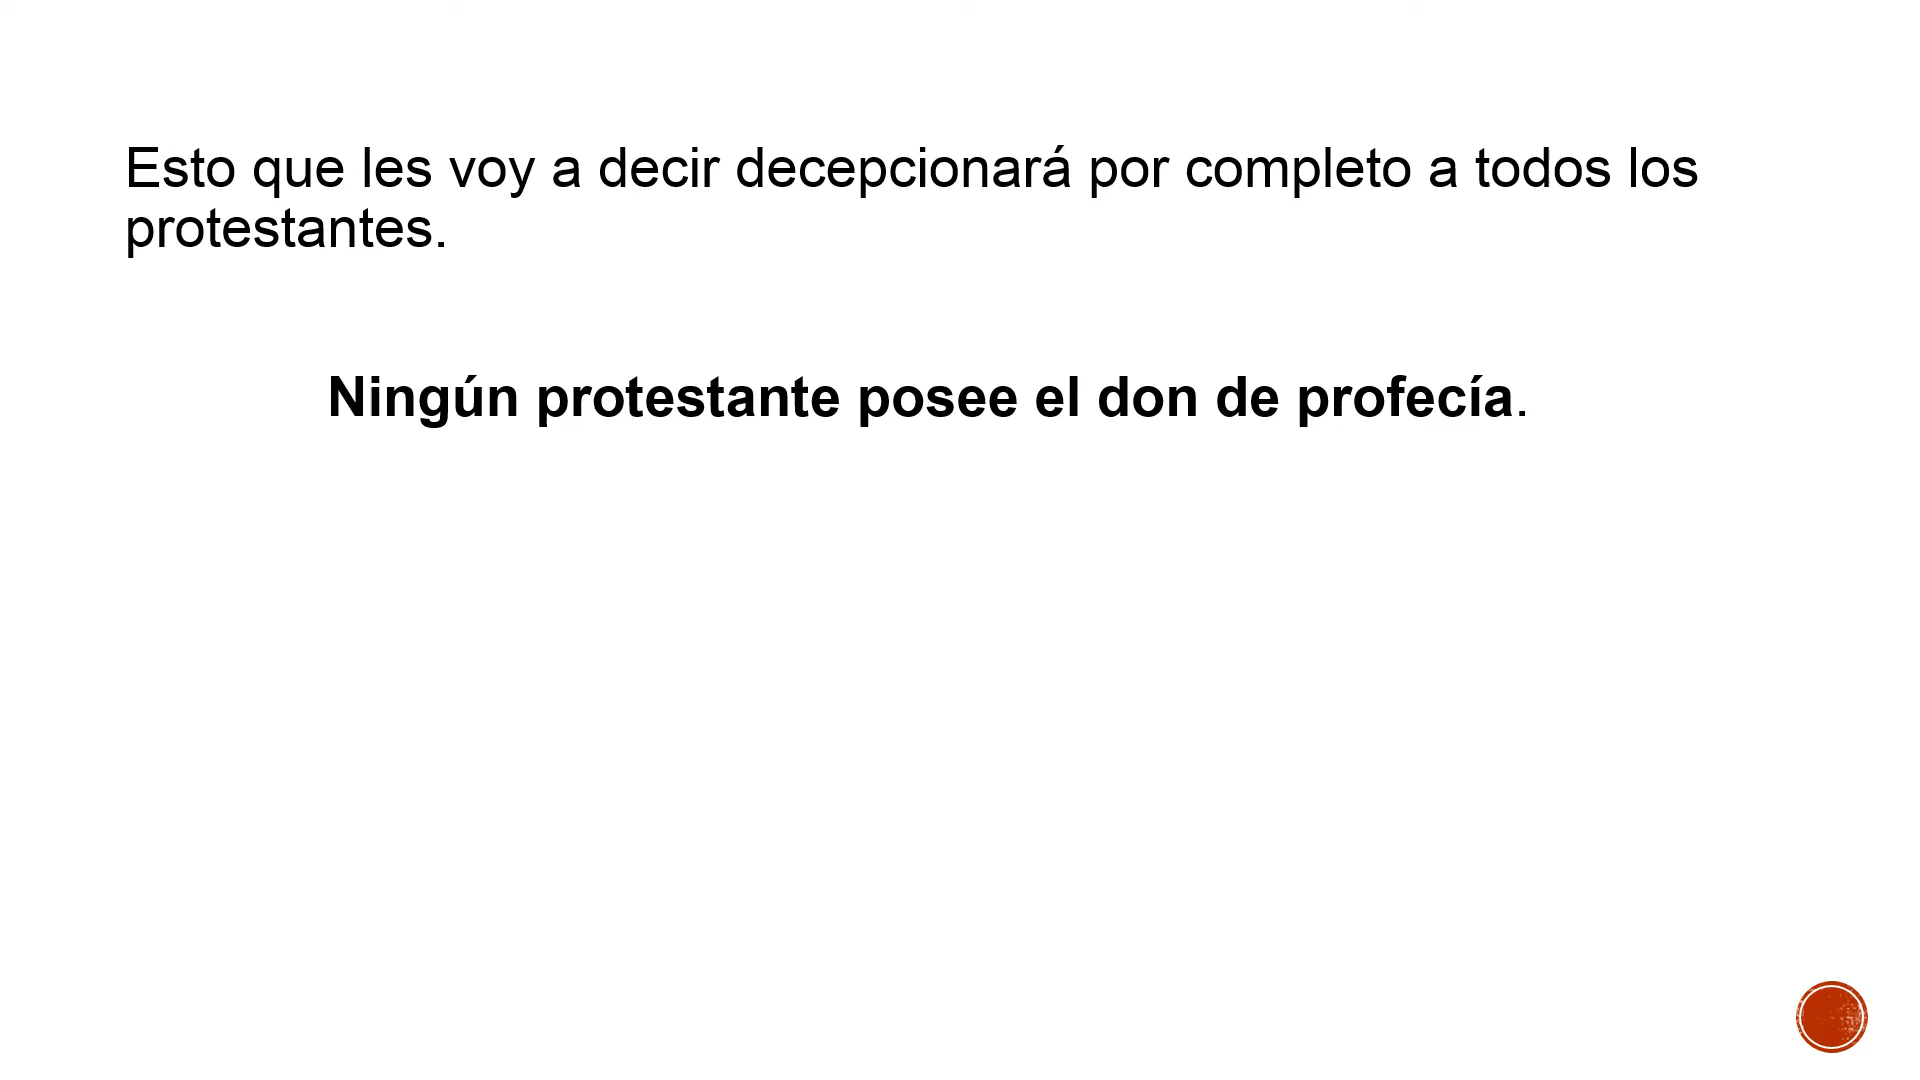 Esto que les voy a decir decepcionará por completo a todos los
protestantes.
Ningún protestante posee el don de profecía.